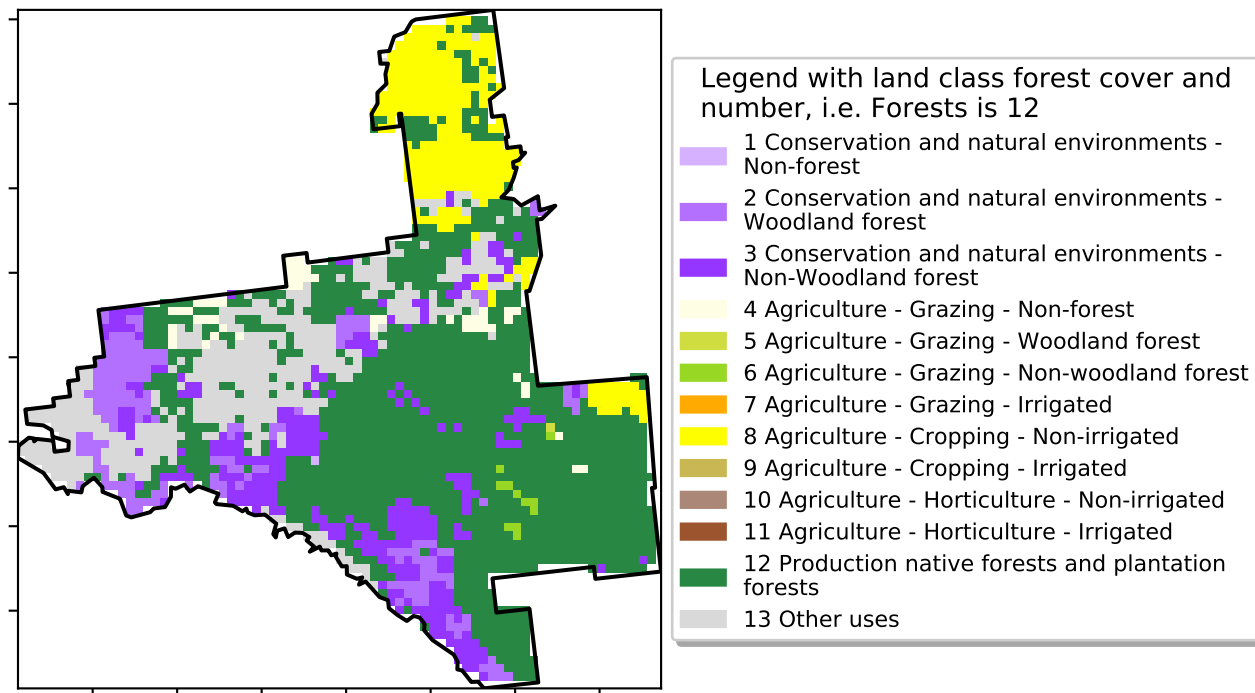 Legend with land class forest cover and
number, i.e. Forests is 12
1 Conservation and natural environments -
Non-forest
2 Conservation and natural environments -
Woodland forest
3 Conservation and natural environments -
Non-Woodland forest
4 Agriculture - Grazing - Non-forest
5 Agriculture - Grazing - Woodland forest
6 Agriculture - Grazing - Non-woodland forest
7 Agriculture - Grazing - Irrigated
8 Agriculture - Cropping - Non-irrigated
9 Agriculture - Cropping - Irrigated
10 Agriculture - Horticulture - Non-irrigated
11 Agriculture - Horticulture - Irrigated
12 Production native forests and plantation
forests
13 Other uses